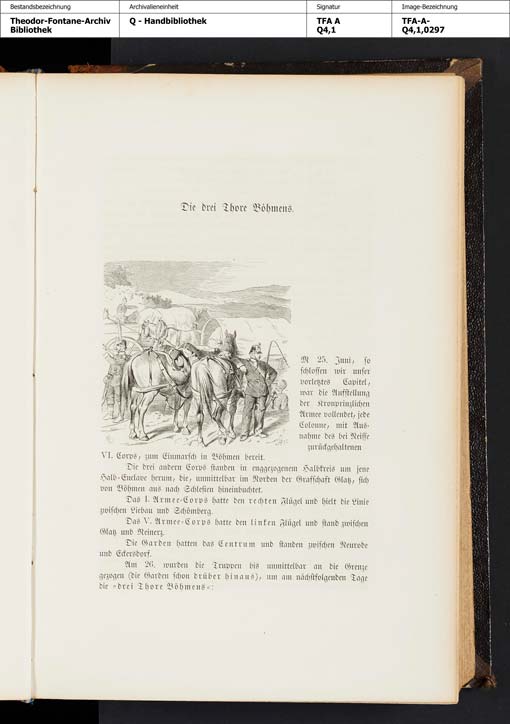 Bestandsbezeichnung
Archivalieneinheit
Signatur
Image-Bezeichnung
Theodor-Fontane-Archiv
Bibliothek
Q - Handbibliothek
TFA A
Q4,1
TFA-A-
Q4,1,0297
Die drei Thore Böhmens.
M 25. Juni, so
schlossen wir unser
vorletztes Capitel,
war die Aufstellung
der Kronprinzlichen
Armee vollendet, jede
Colonne, mit Aus-
nahme des bei Neisse
zurückgehaltenen
VI. Corps, zum Einmarsch in Böhmen bereit.
Die drei andern Corps standen in enggezogenem Halbkreis um jene
Halb-Enclave herum, die, unmittelbar im Norden der Grafschaft Glatz, sich
von Böhmen aus nach Schlesien hineinbuchtet.
Das I. Armee-Corps hatte den rechten Flügel und hielt die Linie
zwischen Liebau und Schömberg.
Das V. Armee-Corps hatte den linken Flügel und stand zwischen
Glatz und Reinerz.
Die Garden hatten das Centrum und standen zwischen Neurode
und Eckersdorf.
Am 26. wurden die Truppen bis unmittelbar an die Grenze
gezogen (die Garden schon drüber hinaus), um am nächstfolgenden Tage
die »drei Thore Böhmens«: